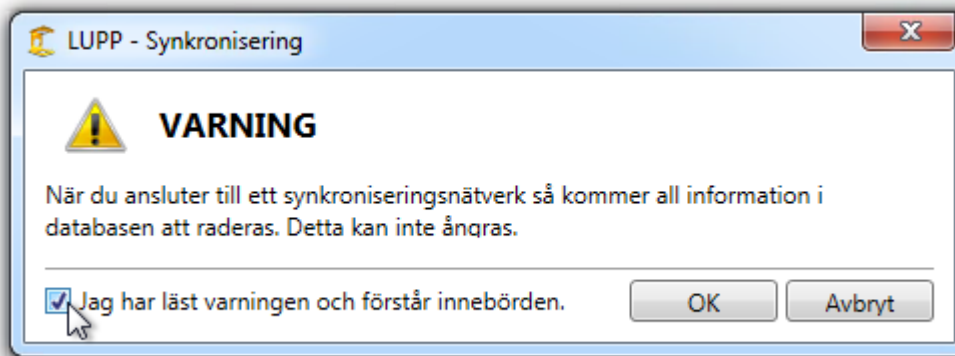 LUPP - Synkronisering
VARNING
När du ansluter till ett synkroniseringsnätverk så kommer all information i
databasen att raderas. Detta kan inte ångras.
Jag har läst varningen och förstår innebörden.
OK
Avbryt